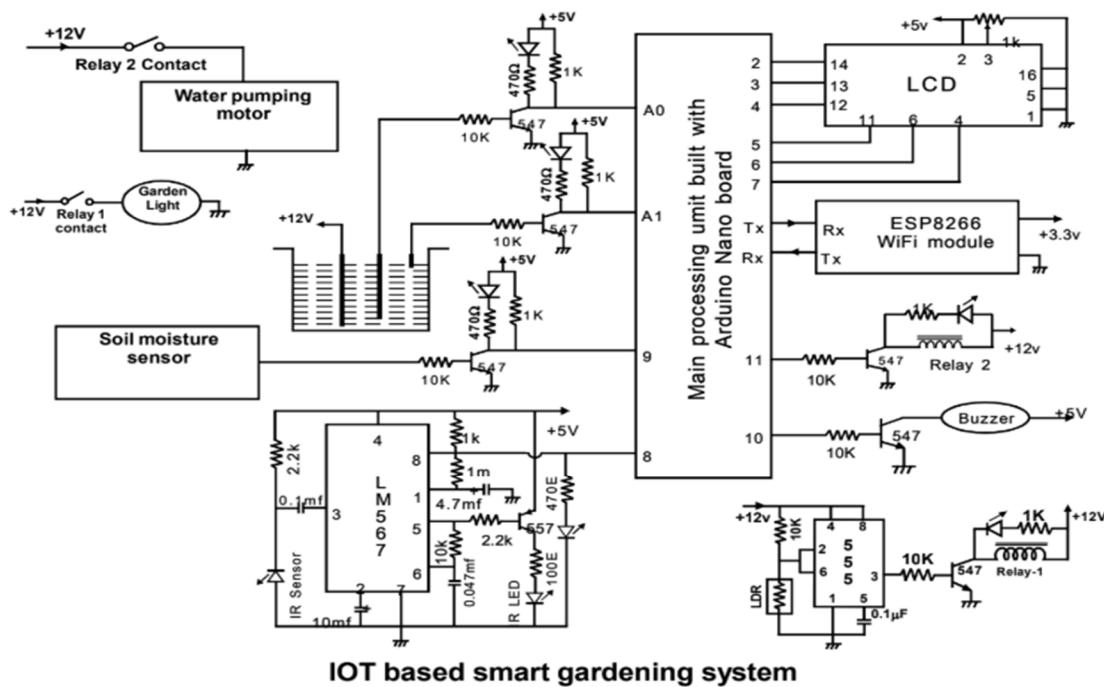 +12V
Relay 2 Contact
Water pumping
motor
+12V
Relay 1
contact
Garden
Light
+5V
470Ω
1K
10K
547
A0
+5V
470Ω
1K
10K
547
A1
+12V
+5V
470Ω
1K
Soil moisture
sensor
10K
547
9
Main processing unit built with
Arduino Nano board
2
3
4
5
6
7
Tx
Rx
11
10
8
+5v
1k
2
3
14
13
12
LCD
16
5
1
11
6
4
Rx
Tx
ESP8266
WiFi module
+3.3v
1K
10K
547
Relay 2
+12v
10K
547
Buzzer
+5V
2.2k
0.1mf
IR Sensor
4
3
LM567
8
1
5
6
2
7
10mf
1k
1m
4.7mf
10k
0.047mf
2.2k
557
100E
R LED
470E
+5V
+12v
10K
LDR
4
8
2
6
555
3
1
5
0.1µF
10K
547
1K
Relay-1
+12V
IOT based smart gardening system